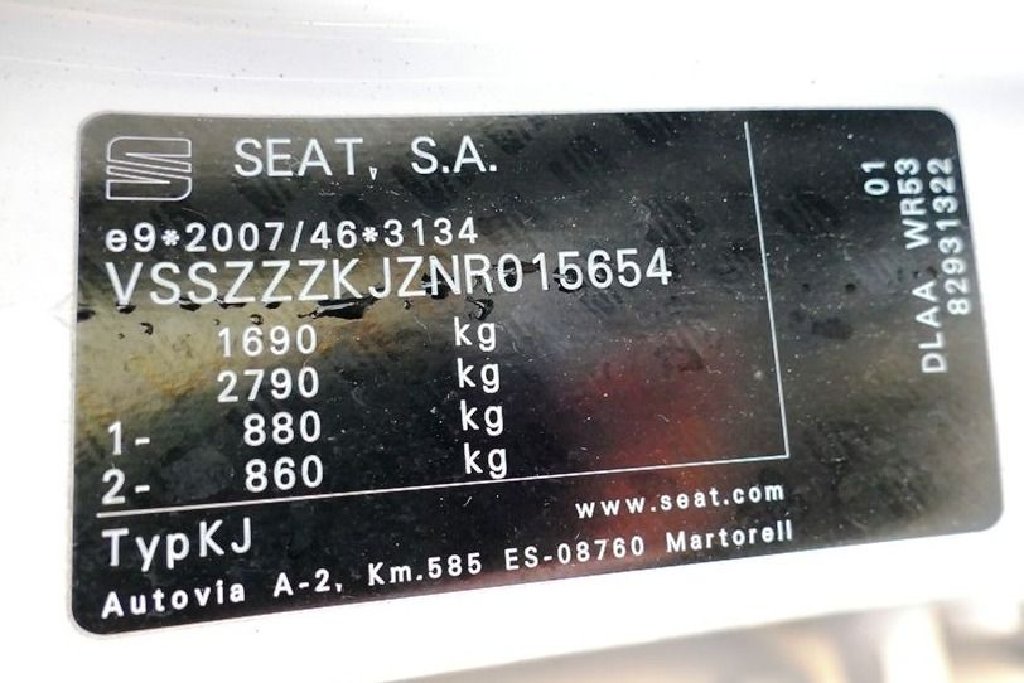 SEAT, S.A.
e9*2007/46*3134
VSSZZZKJZNR015654
1690 kg
2790 kg
1- 880 kg
2- 860 kg
www.seat.com
TypKJ
Autovia A-2, Km.585 ES-08760 Martorell
01
DLAA WR53
82931322